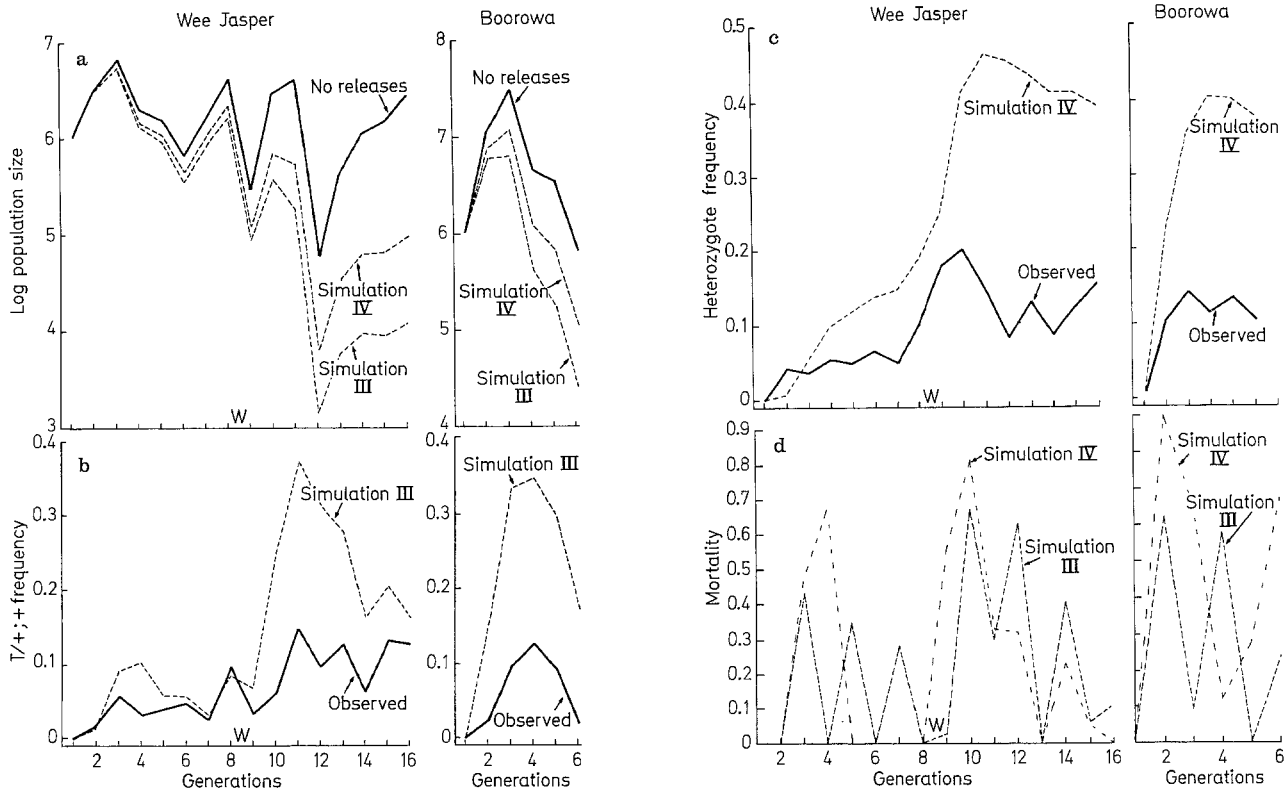 Wee Jasper
Boorowa
a
7
6
5
4
3
Log population size
No releases
Simulation
IV
Simulation
III
W
8
7
6
5
4
No releases
Simulation
IV
Simulation
III
b
0.4
0.3
0.2
0.1
0
T/+;+ frequency
Simulation III
Observed
W
2 4 6 8 10 12 14 16
Generations
Simulation III
Observed
2 4 6
Generations
Wee Jasper
Boorowa
c
0.5
0.4
0.3
0.2
0.1
0
Heterozygote frequency
Simulation IV
Observed
W
Simulation
IV
Observed
d
0.9
0.8
0.7
0.6
0.5
0.4
0.3
0.2
0.1
0
Mortality
Simulation IV
Simulation
III
W
2 4 6 8 10 12 14 16
Generations
Simulation
IV
Simulation
III
2 4 6
Generations